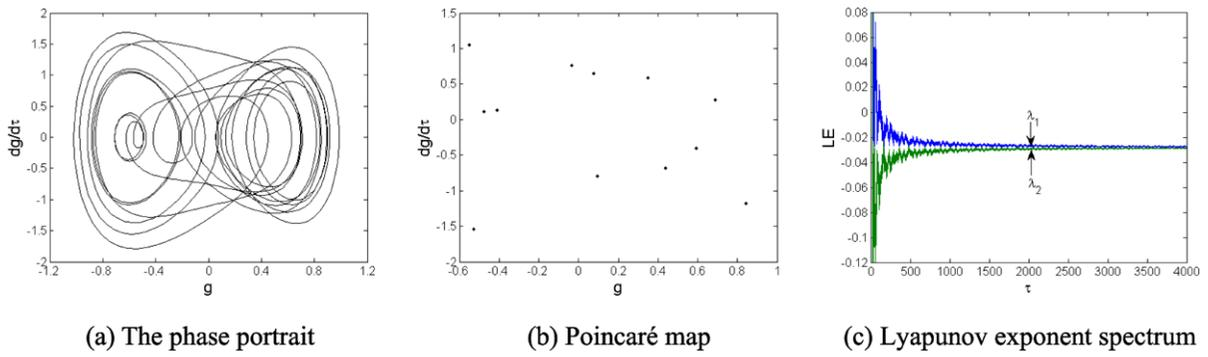 2
1.5
1
0.5
0
-0.5
-1
-1.5
-2
-1.2 -0.8 -0.4 0 0.4 0.8 1.2
dg/dτ
g
1.5
1
0.5
0
-0.5
-1
-1.5
-2
-0.6 -0.4 -0.2 0 0.2 0.4 0.6 0.8 1
dg/dτ
g
0.08
0.06
0.04
0.02
0
-0.02
-0.04
-0.06
-0.08
-0.1
-0.12
0 500 1000 1500 2000 2500 3000 3500 4000
LE
τ
λ1
λ2
(a) The phase portrait
(b) Poincaré map
(c) Lyapunov exponent spectrum